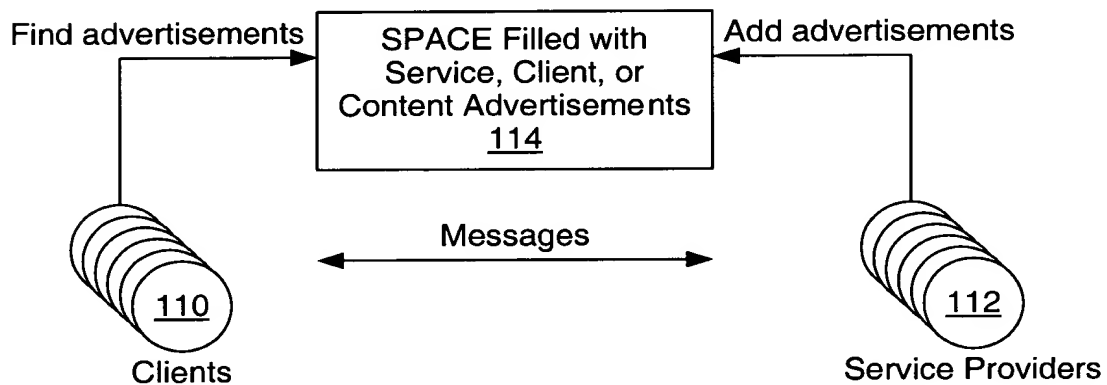 Find advertisements
SPACE Filled with
Service, Client, or
Content Advertisements
114
Add advertisements
Messages
110
Clients
112
Service Providers